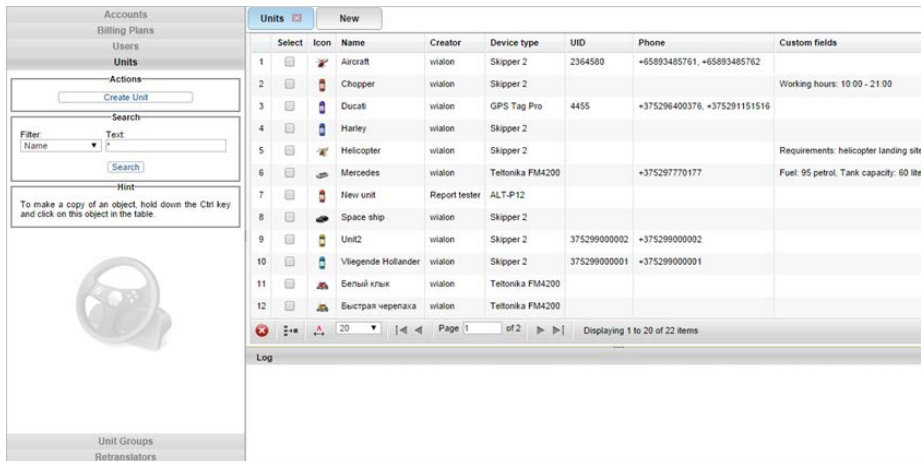 Accounts
Billing Plans
Users
Units
Actions
Create Unit
Search
Filter: Text:
Name *
Search
Hint
To make a copy of an object, hold down the Ctrl key
and click on this object in the table.
Unit Groups
Retranslators
Units New
Select Icon Name Creator Device type UID Phone Custom fields
1 Aircraft wialon Skipper 2 2364580 +65893485761, +65893485762
2 Chopper wialon Skipper 2 Working hours: 10:00 - 21:00
3 Ducati wialon GPS Tag Pro 4455 +375296400376, +375291151516
4 Harley wialon Skipper 2
5 Helicopter wialon Skipper 2 Requirements: helicopter landing site
6 Mercedes wialon Teltonika FM4200 +375297770177 Fuel: 95 petrol, Tank capacity: 60 lite
7 New unit Report tester ALT-P12
8 Space ship wialon Skipper 2
9 Unit2 wialon Skipper 2 375299000002 +375299000002
10 Vliegende Hollander wialon Skipper 2 375299000001 +375299000001
11 Белый клык wialon Teltonika FM4200
12 Быстрая черепаха wialon Teltonika FM4200
20 Page 1 of 2 Displaying 1 to 20 of 22 items
Log